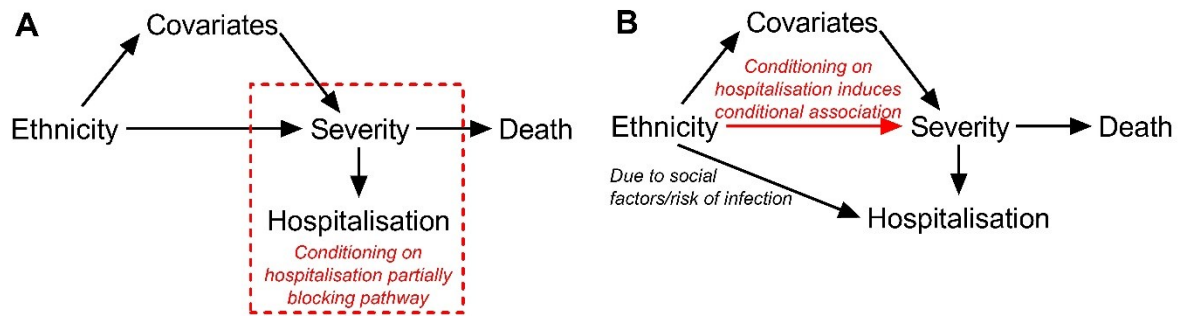 A
Covariates
Ethnicity
Severity
Death
Hospitalisation
Conditioning on
hospitalisation partially
blocking pathway
B
Covariates
Conditioning on
hospitalisation induces
conditional association
Ethnicity
Severity
Death
Due to social
factors/risk of infection
Hospitalisation